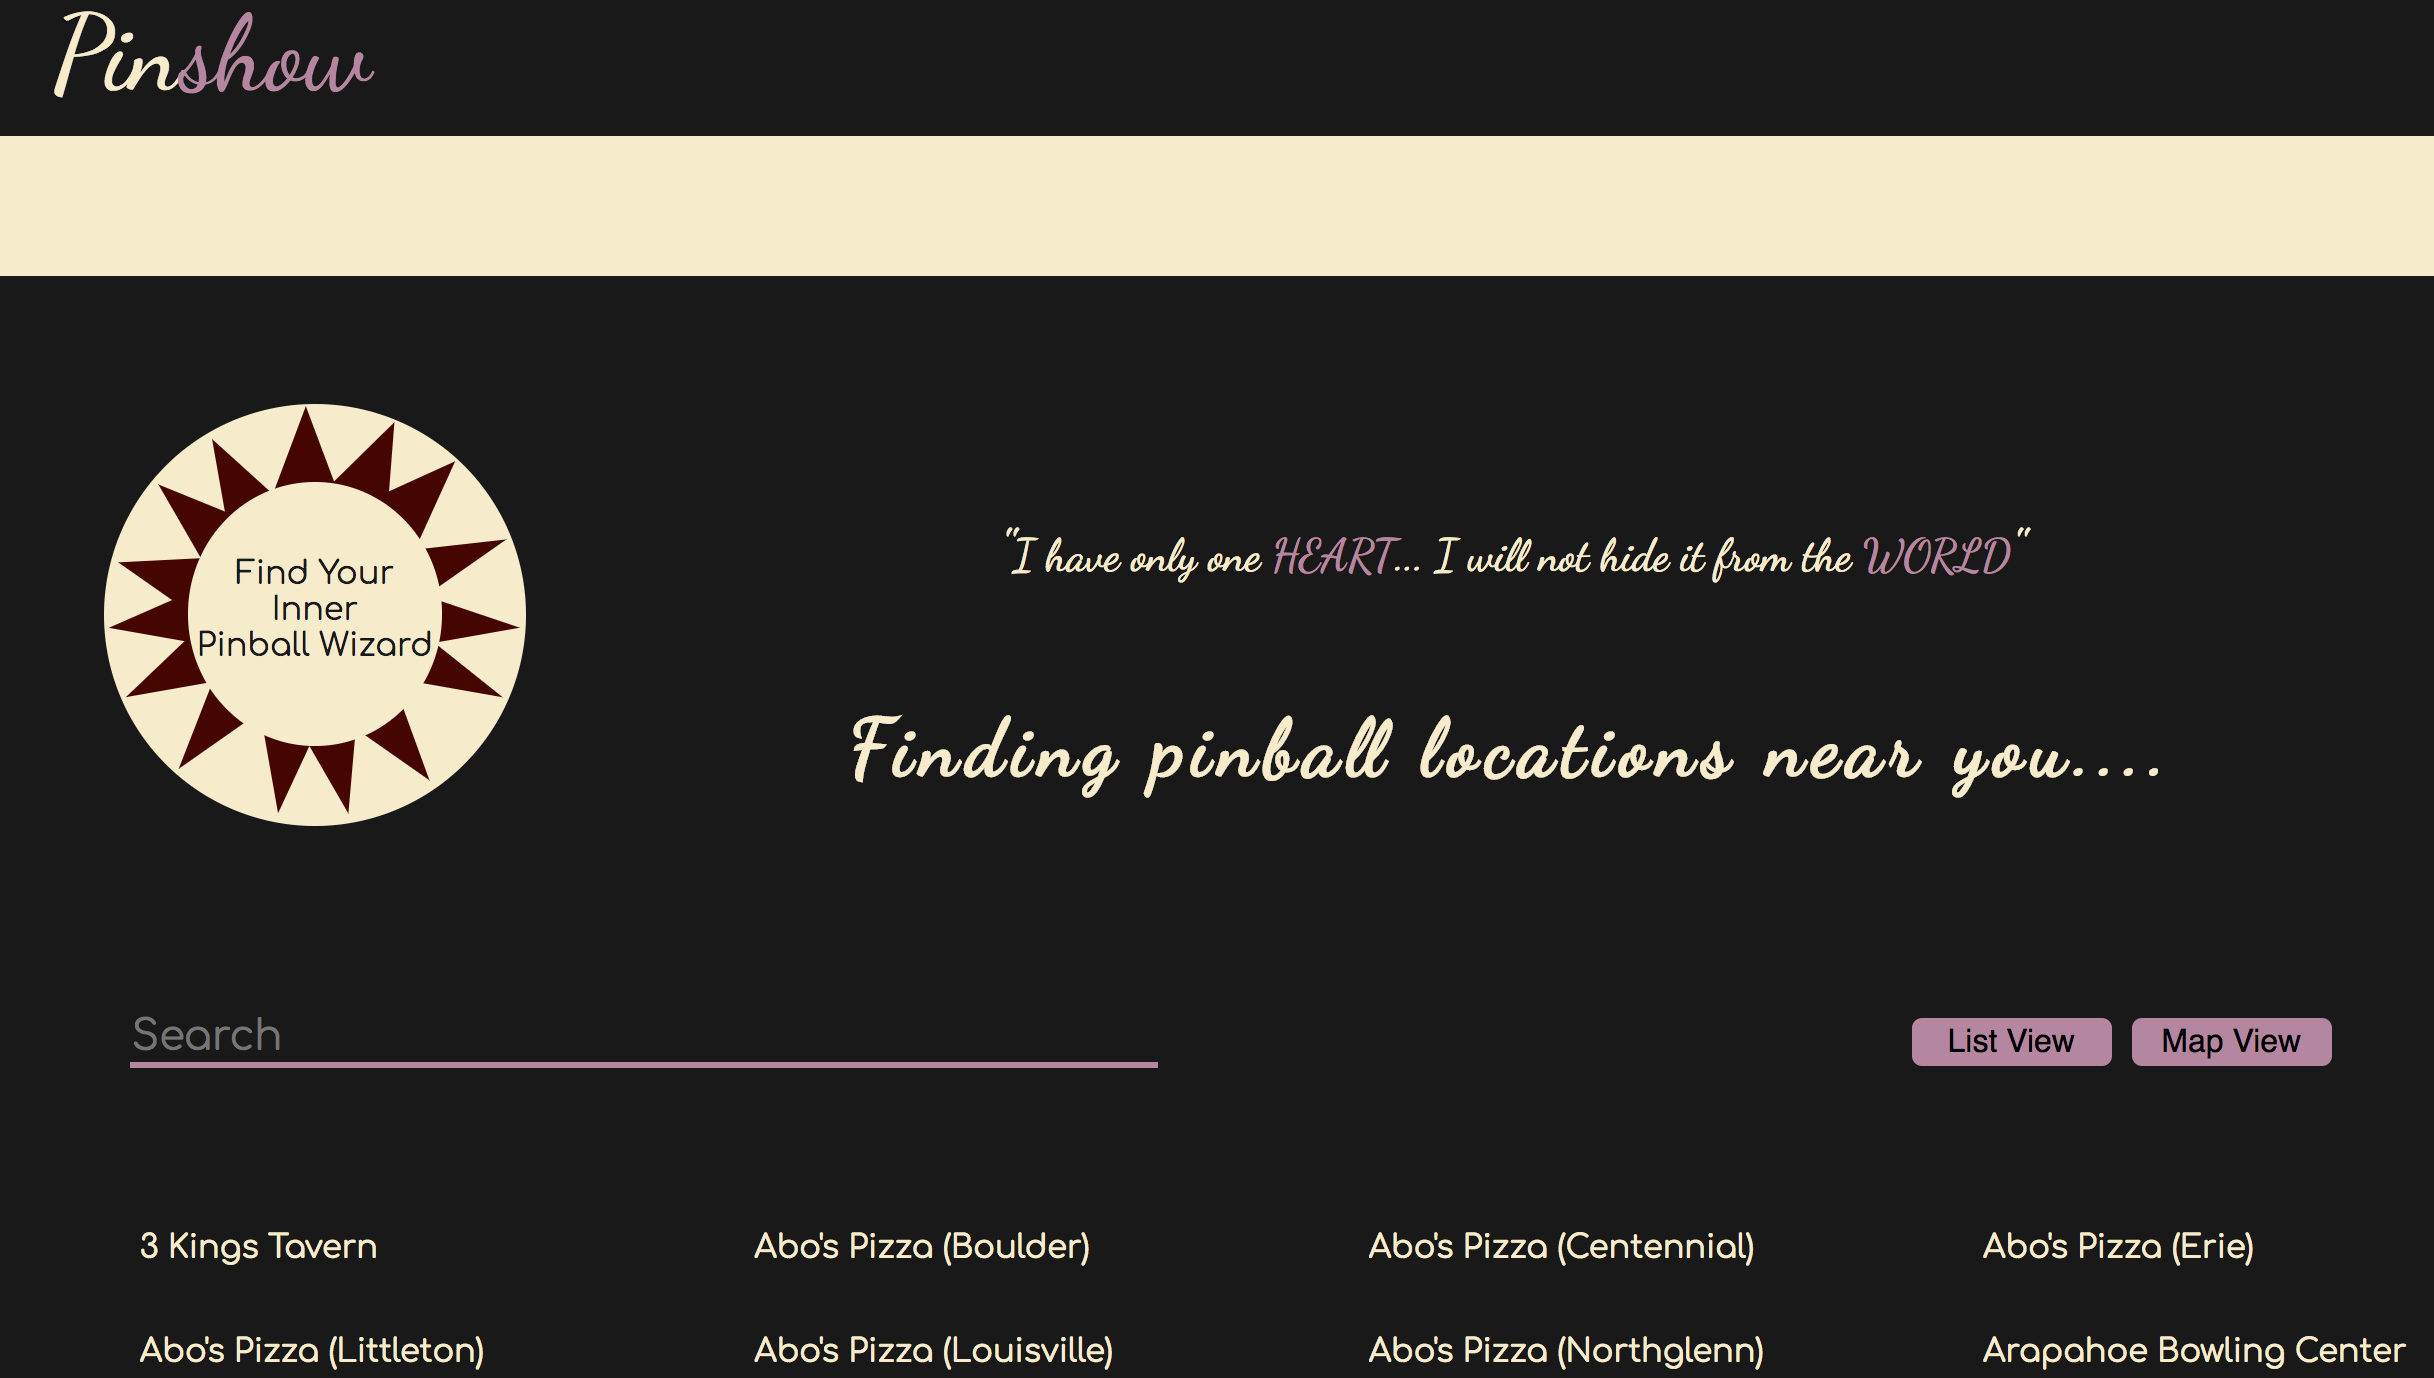 Pinshow
Find Your
Inner
Pinball Wizard
"I have only one HEART... I will not hide it from the WORLD"
Finding pinball locations near you....
Search
List View
Map View
3 Kings Tavern
Abo's Pizza (Boulder)
Abo's Pizza (Centennial)
Abo's Pizza (Erie)
Abo's Pizza (Littleton)
Abo's Pizza (Louisville)
Abo's Pizza (Northglenn)
Arapahoe Bowling Center